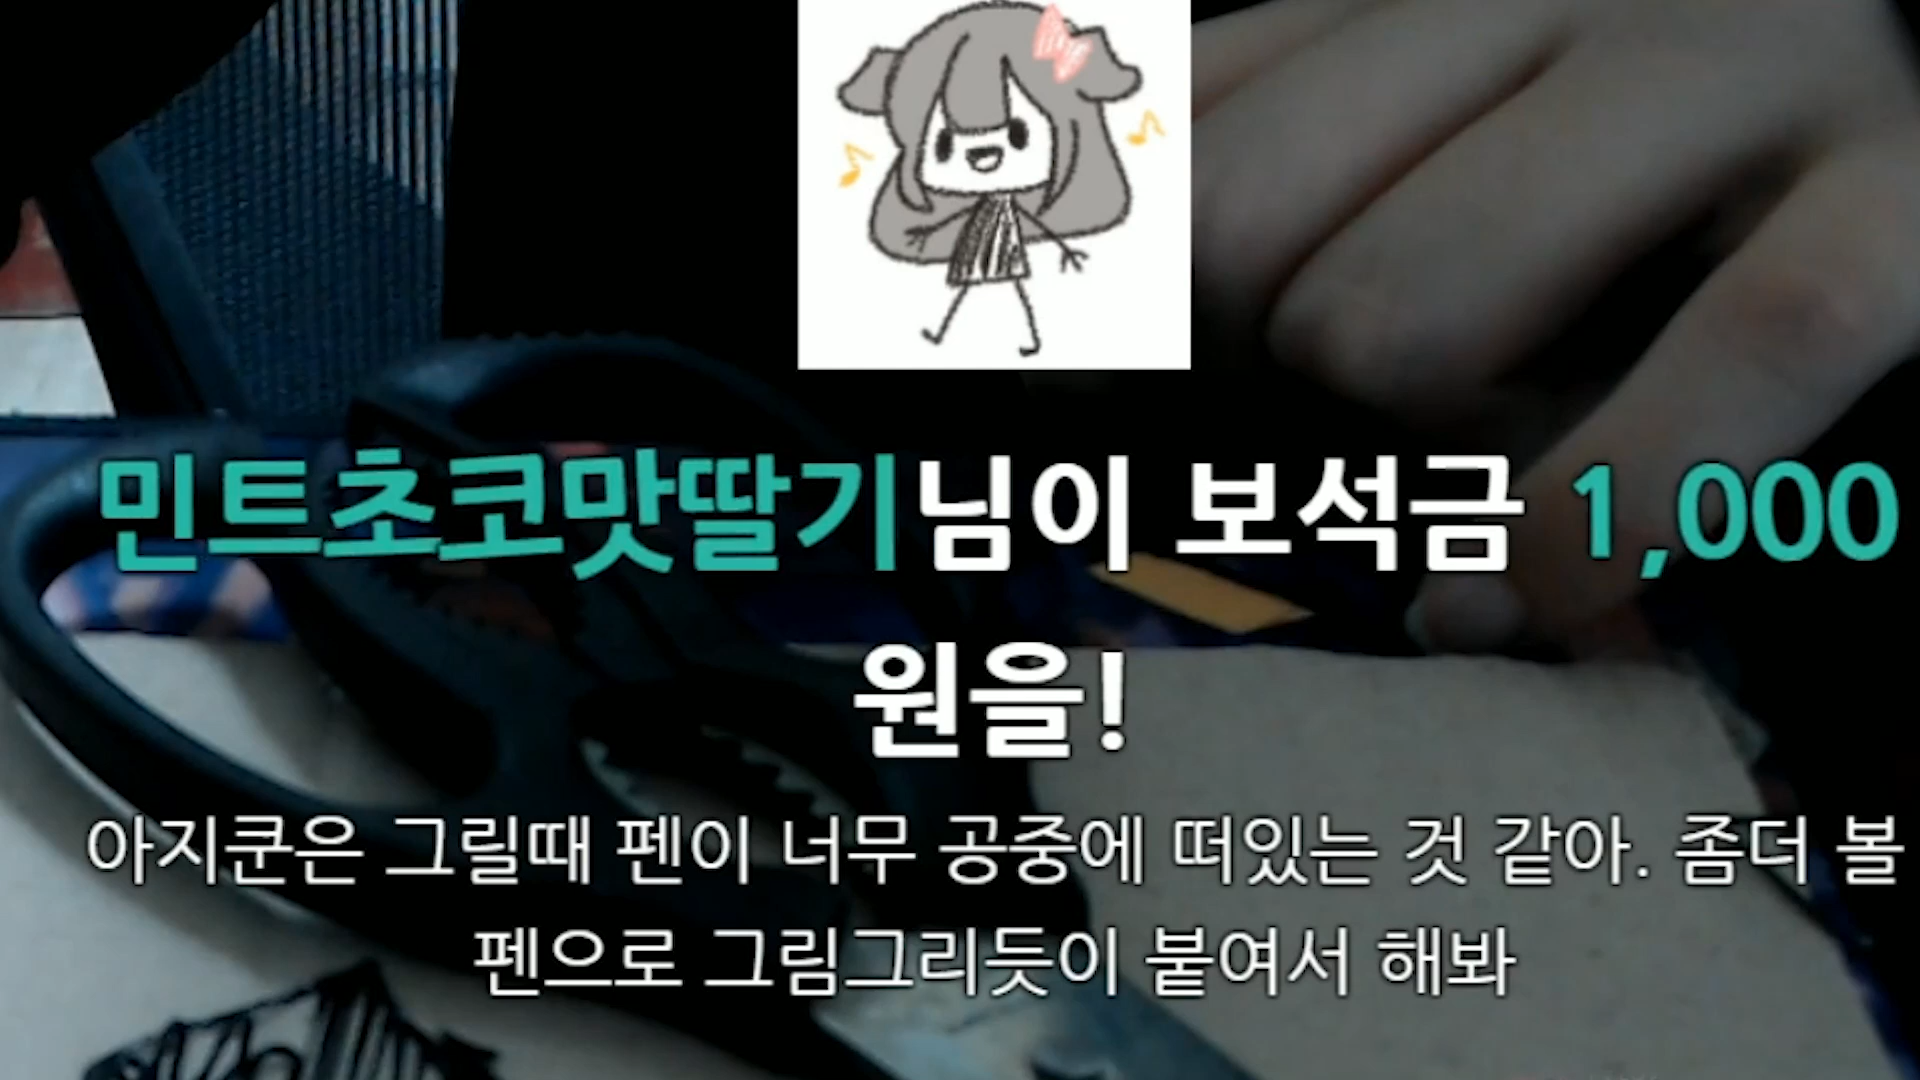 민트초코맛딸기님이 보석금 1,000
원을!
아지쿤은 그릴때 펜이 너무 공중에 떠있는 것 같아. 좀더 볼
펜으로 그림그리듯이 붙여서 해봐